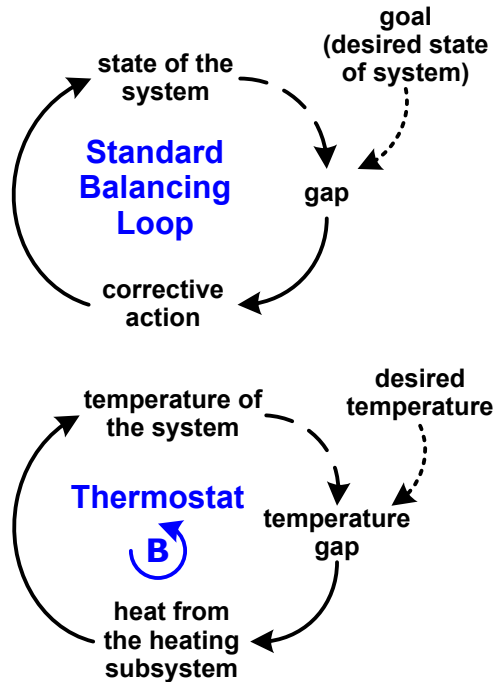 goal
(desired state
of system)
state of the
system
Standard
Balancing
Loop
gap
corrective
action
desired
temperature
temperature of
the system
Thermostat
temperature
gap
B
heat from
the heating
subsystem